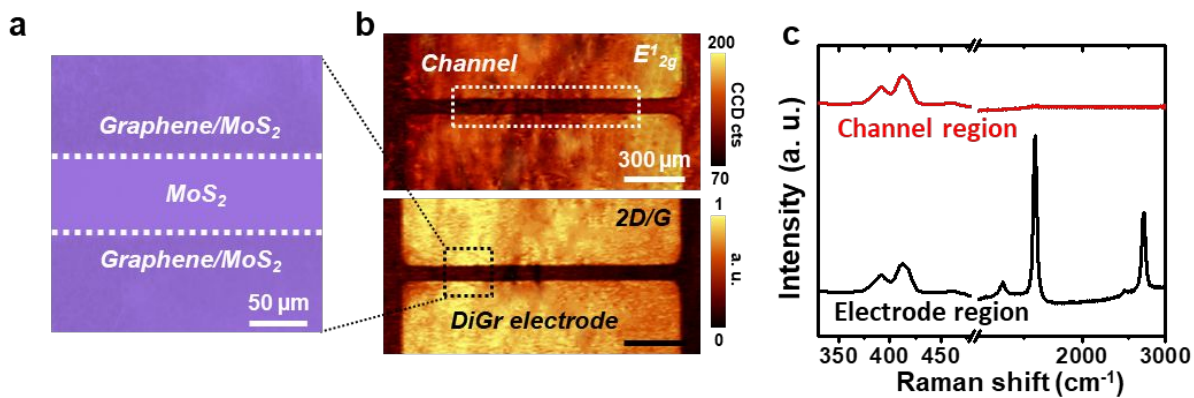 a
Graphene/MoS₂
MoS₂
Graphene/MoS₂
50 µm
b
Channel
E¹₂g
300 µm
200
CCD cts
70
2D/G
DiGr electrode
1
a. u.
0
c
Intensity (a. u.)
Channel region
Electrode region
350 400 450 2000 3000
Raman shift (cm⁻¹)